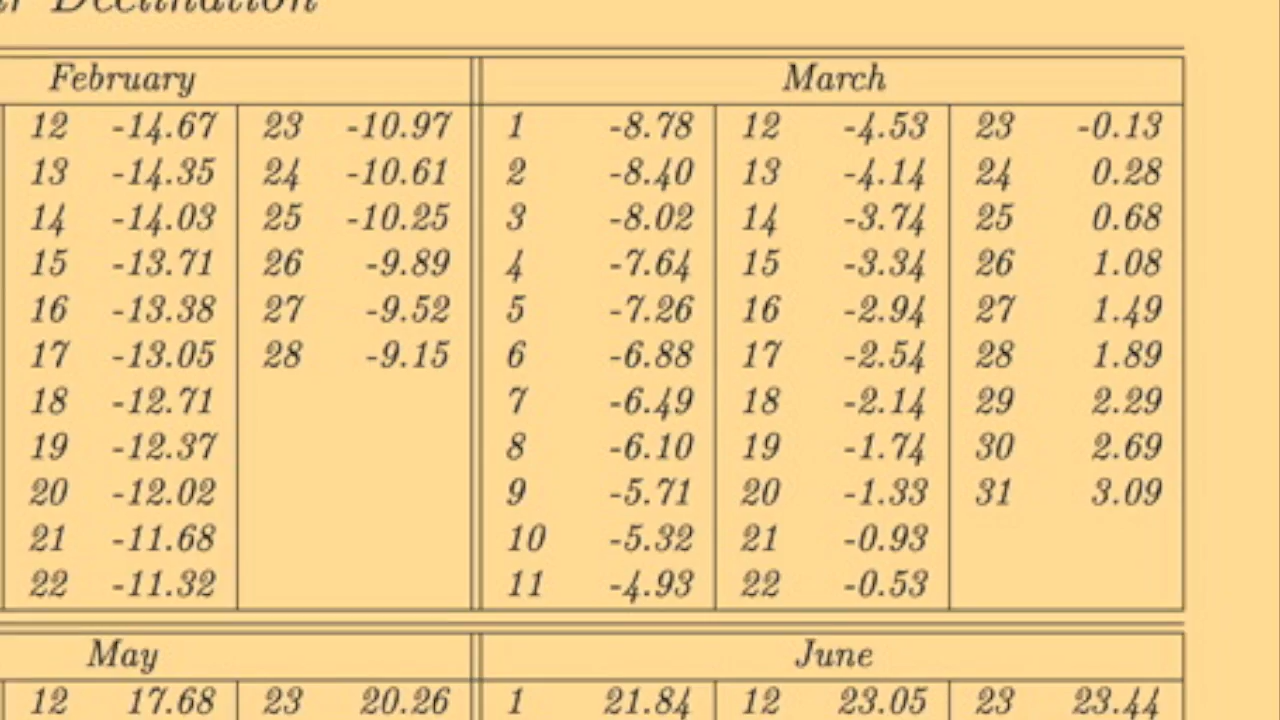 Declination
February March
12 -14.67 23 -10.97 1 -8.78 12 -4.53 23 -0.13
13 -14.35 24 -10.61 2 -8.40 13 -4.14 24 0.28
14 -14.03 25 -10.25 3 -8.02 14 -3.74 25 0.68
15 -13.71 26 -9.89 4 -7.64 15 -3.34 26 1.08
16 -13.38 27 -9.52 5 -7.26 16 -2.94 27 1.49
17 -13.05 28 -9.15 6 -6.88 17 -2.54 28 1.89
18 -12.71 7 -6.49 18 -2.14 29 2.29
19 -12.37 8 -6.10 19 -1.74 30 2.69
20 -12.02 9 -5.71 20 -1.33 31 3.09
21 -11.68 10 -5.32 21 -0.93
22 -11.32 11 -4.93 22 -0.53
May June
12 17.68 23 20.26 1 21.84 12 23.05 23 23.44